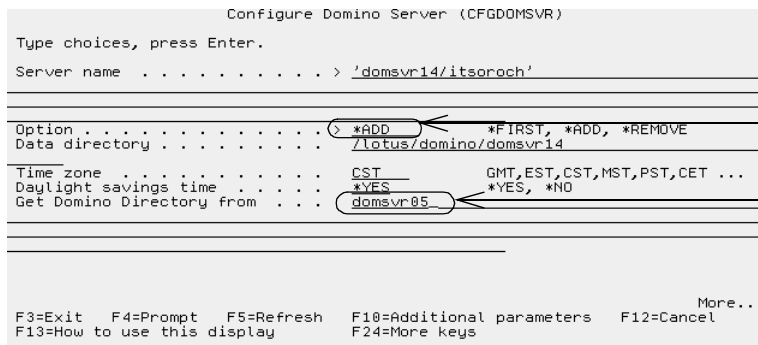 Configure Domino Server (CFGDOMSVR)
Type choices, press Enter.
Server name . . . . . . . . . . . > 'domsvr14/itsoroch'
Option . . . . . . . . . . . . . . > *ADD *FIRST, *ADD, *REMOVE
Data directory . . . . . . . . . /lotus/domino/domsvr14
Time zone . . . . . . . . . . . . CST GMT,EST,CST,MST,PST,CET ...
Daylight savings time . . . . . *YES *YES, *NO
Get Domino Directory from . . . domsvr05_
More..
F3=Exit F4=Prompt F5=Refresh F10=Additional parameters F12=Cancel
F13=How to use this display F24=More keys